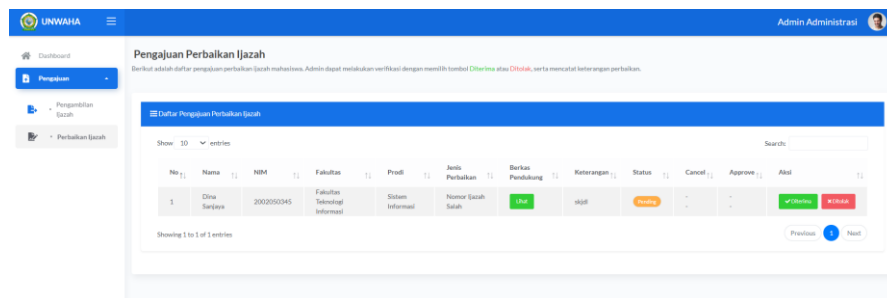 UNWAHA
Admin Administrasi
Dashboard
Pengajuan
Pengambilan
Ijazah
Perbaikan Ijazah
Pengajuan Perbaikan Ijazah
Berikut adalah daftar pengajuan perbaikan ijazah mahasiswa. Admin dapat melakukan verifikasi dengan memilih tombol Diterima atau Ditolak, serta mencatat keterangan perbaikan.
Daftar Pengajuan Perbaikan Ijazah
Show 10 entries
Search:
No Nama NIM Fakultas Prodi Jenis Perbaikan Berkas Pendukung Keterangan Status Cancel Approve Aksi
1 Dina Sanjaya 2002050345 Fakultas Teknologi Informasi Sistem Informasi Nomor Ijazah Salah Lihat skjdl Pending - - - - Diterima Ditolak
Showing 1 to 1 of 1 entries
Previous 1 Next